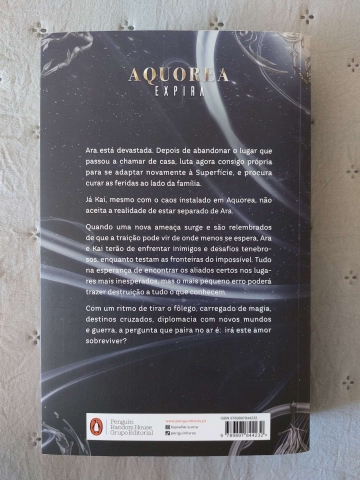 AQUOREA
EXPIRA
Ara está devastada. Depois de abandonar o lugar que
passou a chamar de casa, luta agora consigo própria
para se adaptar novamente à Superfície, e procura
curar as feridas ao lado da família.
Já Kai, mesmo com o caos instalado em Aquorea, não
aceita a realidade de estar separado de Ara.
Quando uma nova ameaça surge e são relembrados
de que a traição pode vir de onde menos se espera, Ara
e Kai terão de enfrentar inimigos e desafios tenebro-
sos, enquanto testam as fronteiras do impossível. Tudo
na esperança de encontrar os aliados certos nos luga-
res mais inesperados, mas o mais pequeno erro poderá
trazer destruição a tudo o que conhecem.
Com um ritmo de tirar o fôlego, carregado de magia,
destinos cruzados, diplomacia com novos mundos
e guerra, a pergunta que paira no ar é: irá este amor
sobreviver?
Penguin
Random House
Grupo Editorial